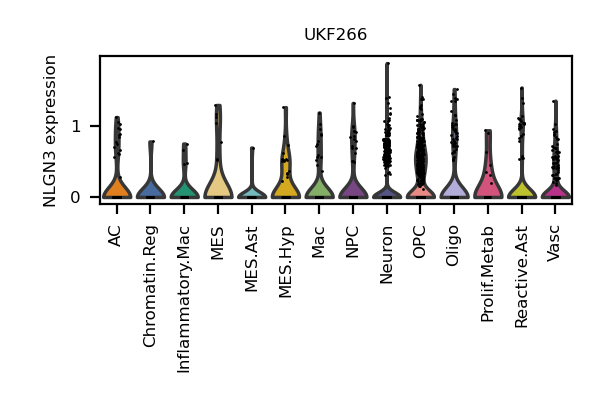 UKF266
NLGN3 expression
1
0
AC
Chromatin.Reg
Inflammatory.Mac
MES
MES.Ast
MES.Hyp
Mac
NPC
Neuron
OPC
Oligo
Prolif.Metab
Reactive.Ast
Vasc